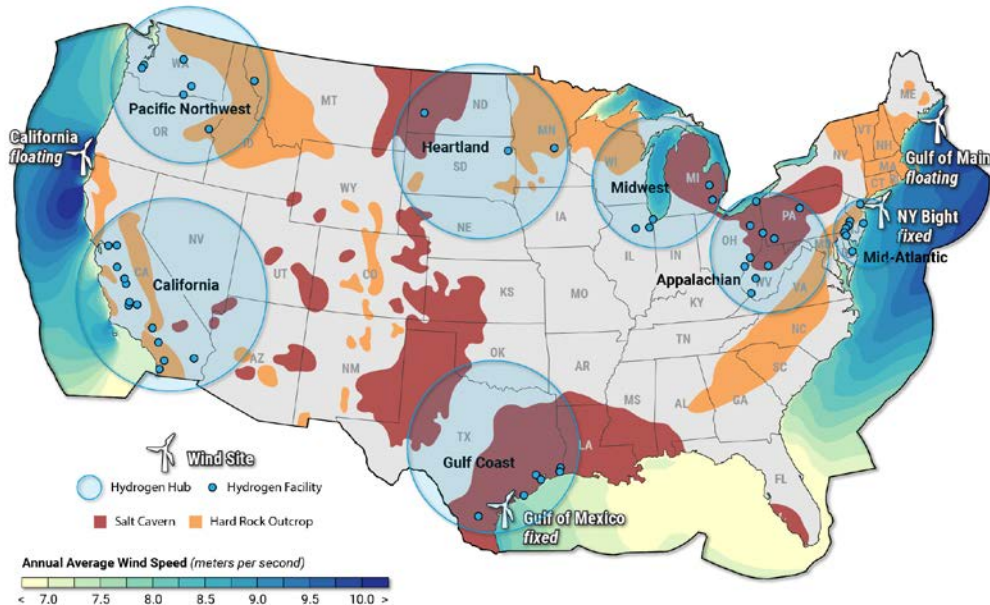 WA
Pacific Northwest
OR
ID
MT
ND
MN
Heartland
SD
WI
Midwest
MI
ME
VT
NH
MA
CT
NY
Gulf of Main
floating
California
floating
WY
NE
IA
IL
IN
OH
PA
NY Bight
fixed
Mid-Atlantic
Appalachian
WV
VA
NV
UT
CO
CA
California
KS
MO
KY
TN
NC
SC
AZ
NM
OK
AR
MS
AL
GA
TX
LA
Gulf Coast
FL
Gulf of Mexico
fixed
Wind Site
Hydrogen Hub
Hydrogen Facility
Salt Cavern
Hard Rock Outcrop
Annual Average Wind Speed (meters per second)
< 7.0 7.5 8.0 8.5 9.0 9.5 10.0 >